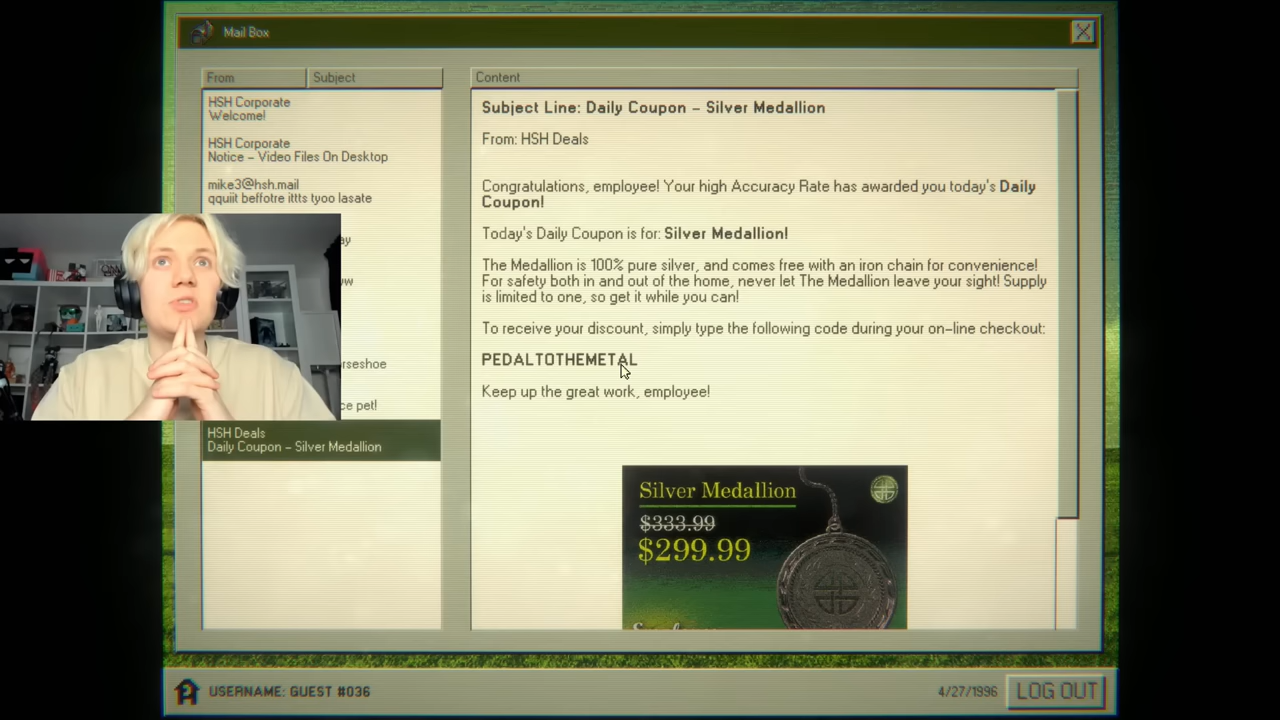 Mail Box
From
Subject
Content
HSH Corporate
Welcome!
HSH Corporate
Notice – Video Files On Desktop
mike3@hsh.mail
qquiit beffotre ittts tyoo lasate
HSH Deals
Daily Coupon – Silver Medallion
Subject Line: Daily Coupon – Silver Medallion
From: HSH Deals
Congratulations, employee! Your high Accuracy Rate has awarded you today's Daily
Coupon!
Today's Daily Coupon is for: Silver Medallion!
The Medallion is 100% pure silver, and comes free with an iron chain for convenience!
For safety both in and out of the home, never let The Medallion leave your sight! Supply
is limited to one, so get it while you can!
To receive your discount, simply type the following code during your on-line checkout:
PEDALTOTHEMETAL
Keep up the great work, employee!
Silver Medallion
$333.99
$299.99
USERNAME: GUEST #036
4/27/1996
LOG OUT